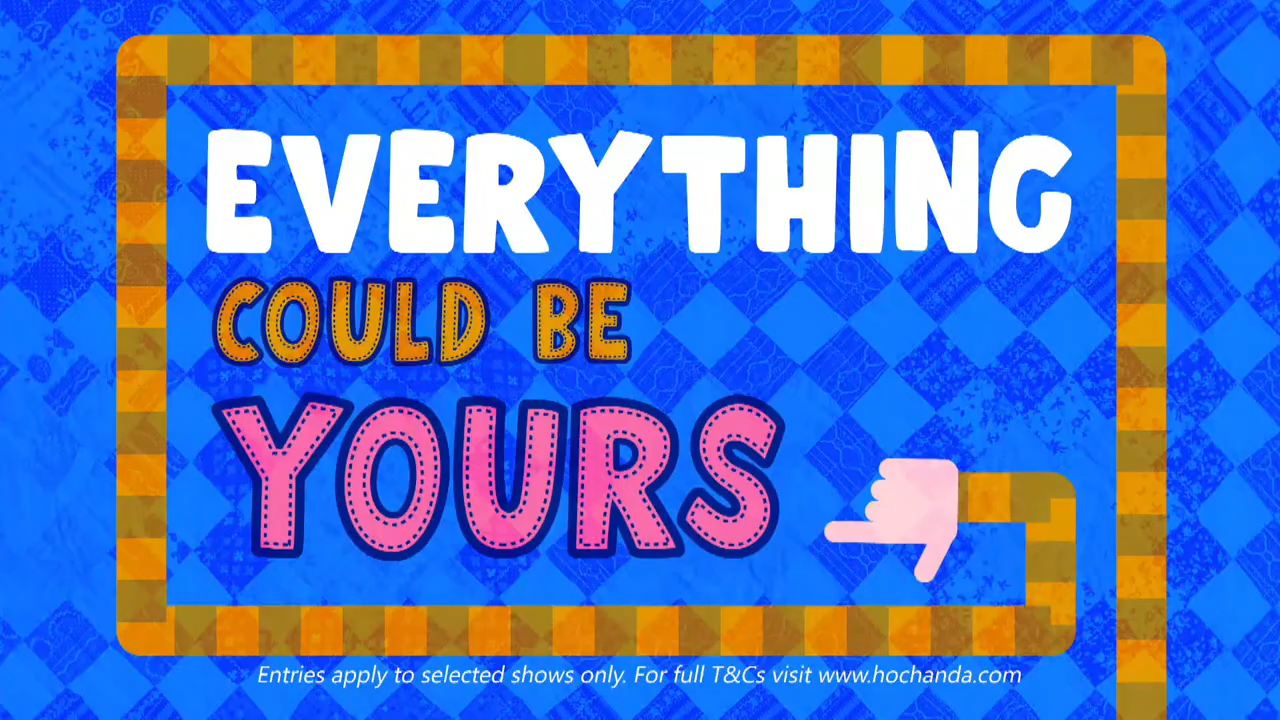 EVERYTHING
COULD BE
YOURS
Entries apply to selected shows only. For full T&Cs visit www.hochanda.com